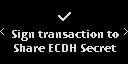 Sign transaction to
Share ECDH Secret